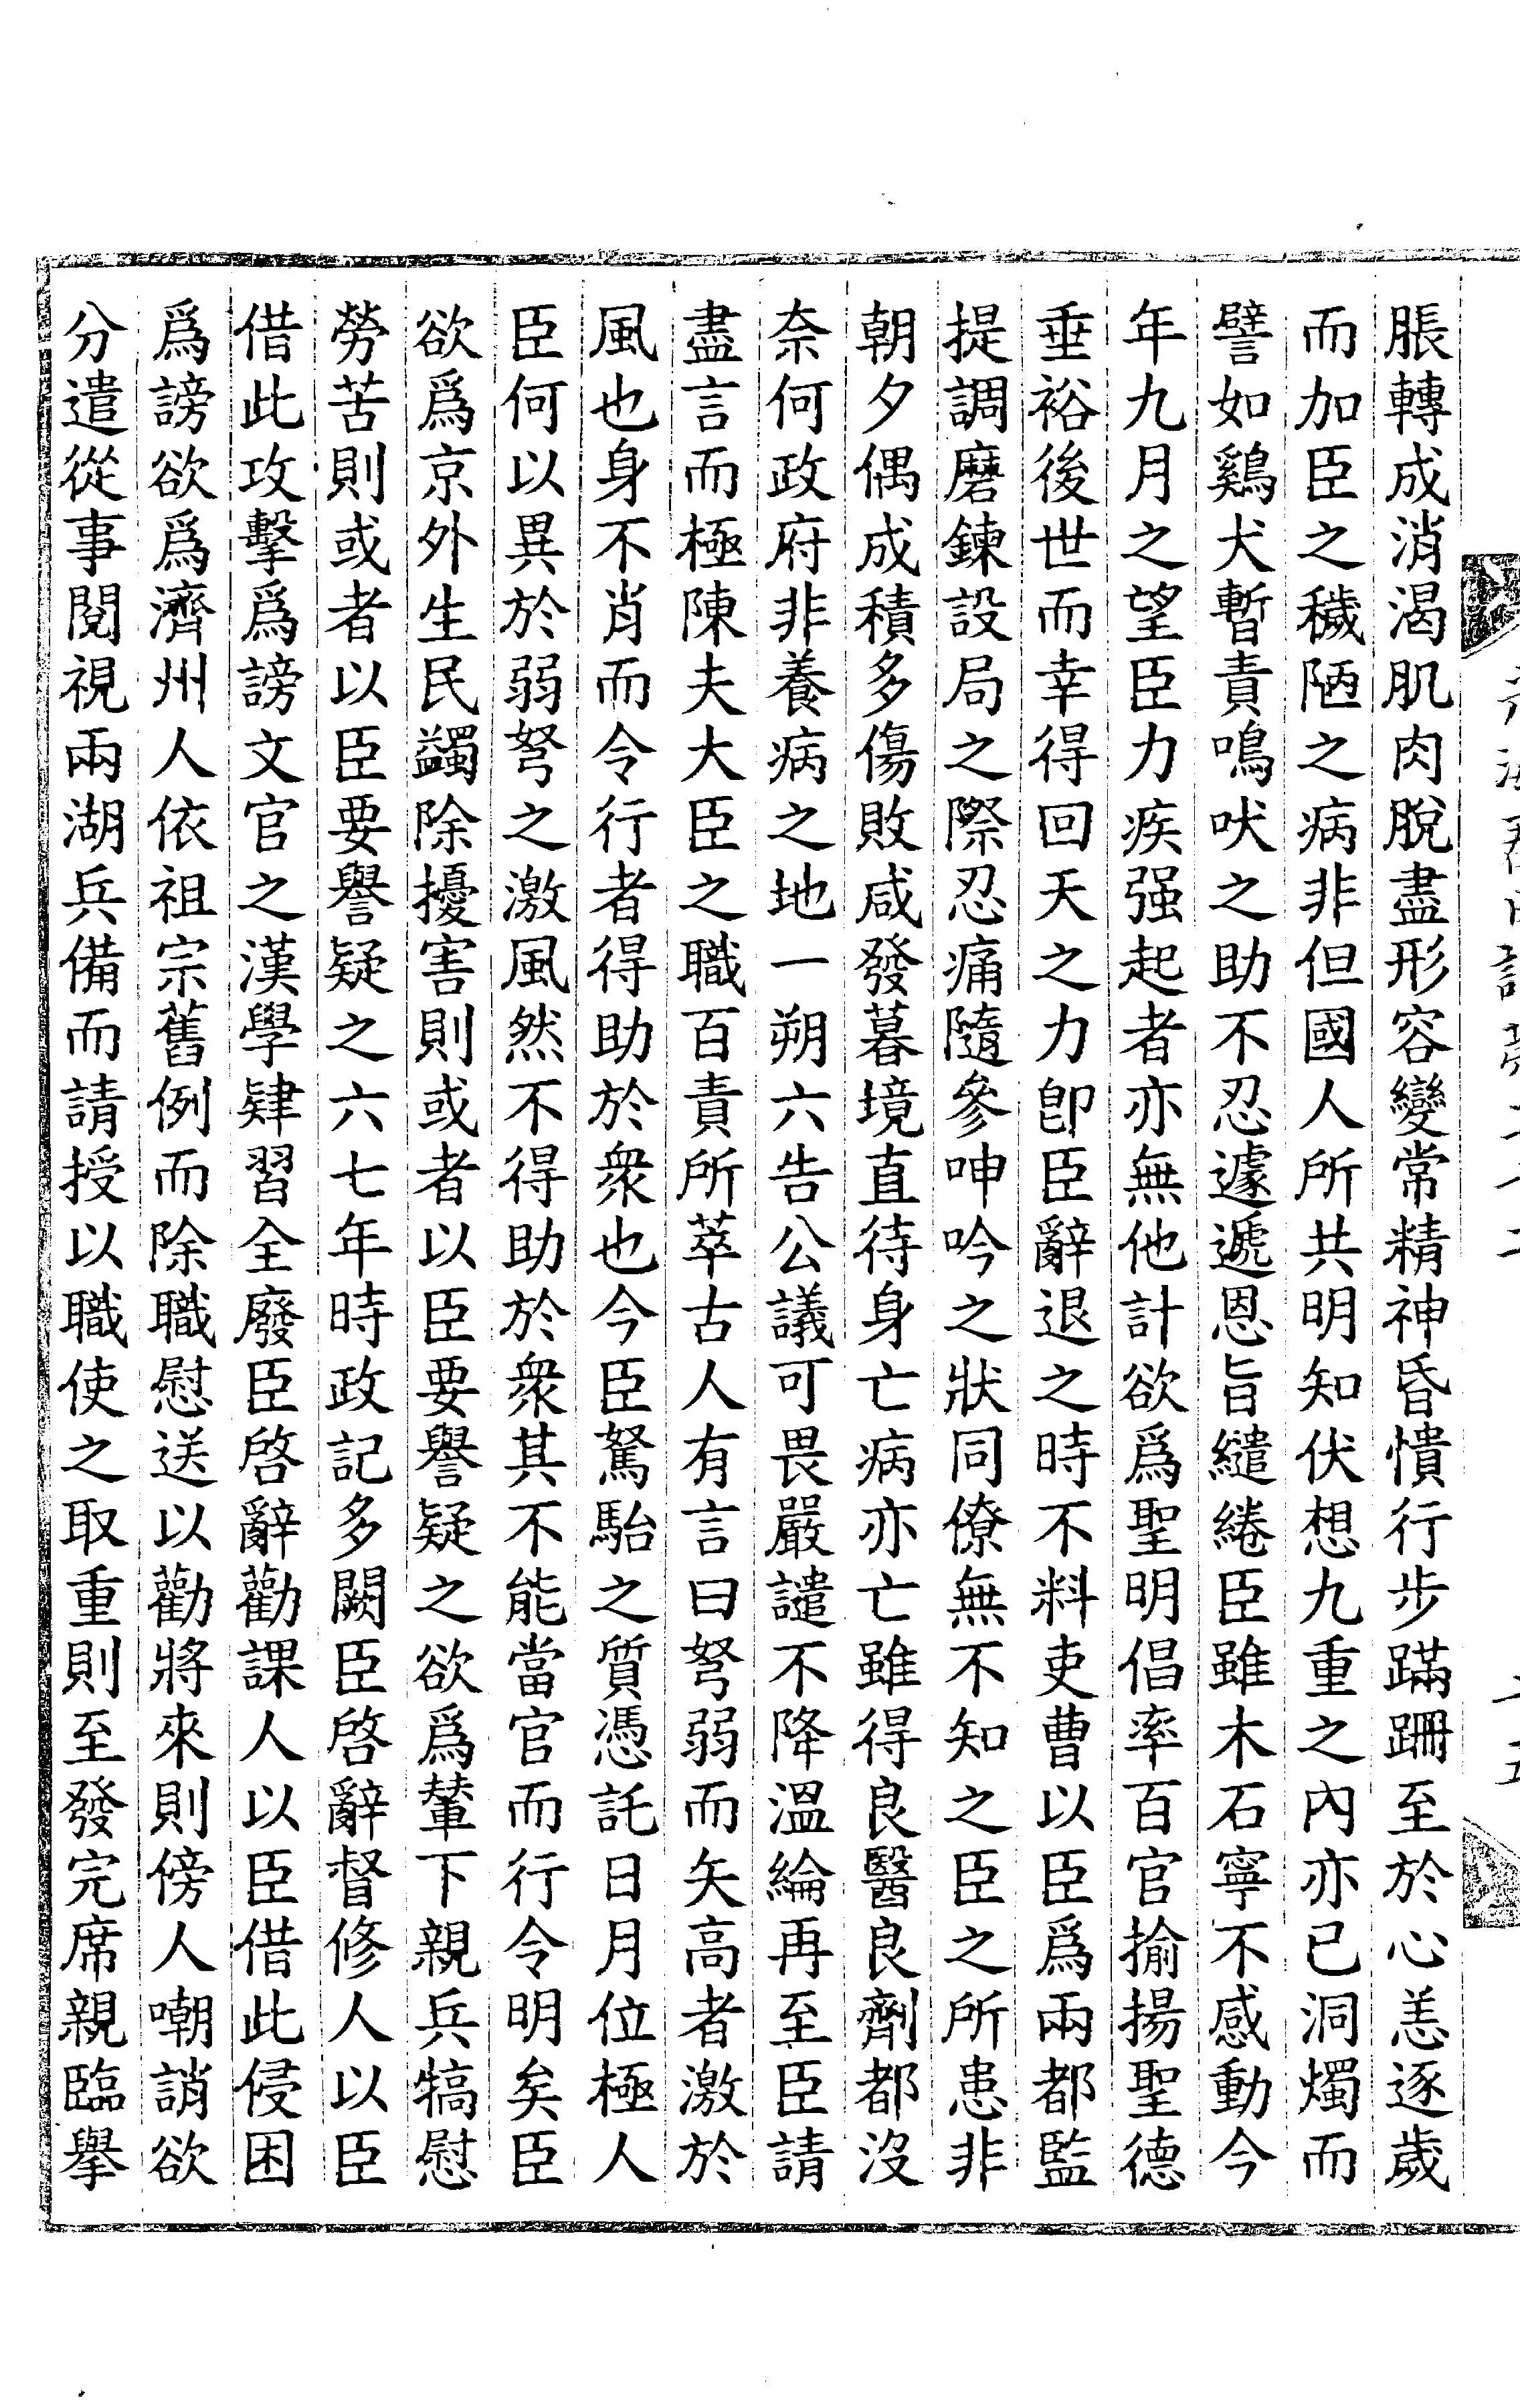 脹轉成消渴肌肉脫盡形容變常精神昏憒行步蹣跚至於心恙逐歲
而加臣之穢陋之病非但國人所共明知伏想九重之內亦已洞燭而
譬如鷄犬暫責鳴吠之助不忍遽遞恩旨繾綣臣雖木石寧不感動今
年九月之望臣力疾强起者亦無他計欲爲聖明倡率百官揄揚聖德
垂裕後世而幸得回天之力卽臣辭退之時不料吏曹以臣爲兩都監
提調磨鍊設局之際忍痛隨參呻吟之狀同僚無不知之臣之所患非
朝夕偶成積多傷敗咸發暮境直待身亡病亦亡雖得良醫良劑都沒
奈何政府非養病之地一朔六告公議可畏嚴譴不降溫綸再至臣請
盡言而極陳夫大臣之職百責所萃古人有言曰弩弱而矢高者激於
風也身不肖而令行者得助於衆也今臣駑駘之質憑託日月位極人
臣何以異於弱弩之激風然不得助於衆其不能當官而行令明矣臣
欲爲京外生民蠲除擾害則或者以臣要譽疑之欲爲輦下親兵犒慰
勞苦則或者以臣要譽疑之六七年時政記多闕臣啓辭督修人以臣
借此攻擊爲謗文官之漢學肄習全廢臣啓辭勸課人以臣借此侵困
爲謗欲爲濟州人依祖宗舊例而除職慰送以勸將來則傍人嘲誚欲
分遣從事閱視兩湖兵備而請授以職使之取重則至發完席親臨擧